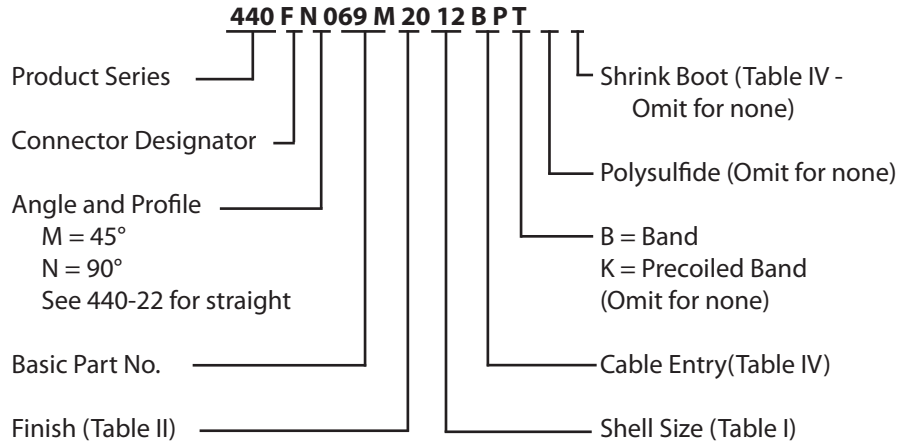 440 F N 069 M 20 12 B P T
Product Series
Connector Designator
Angle and Profile
M = 45°
N = 90°
See 440-22 for straight
Basic Part No.
Finish (Table II)
Shrink Boot (Table IV -
Omit for none)
Polysulfide (Omit for none)
B = Band
K = Precoiled Band
(Omit for none)
Cable Entry(Table IV)
Shell Size (Table I)